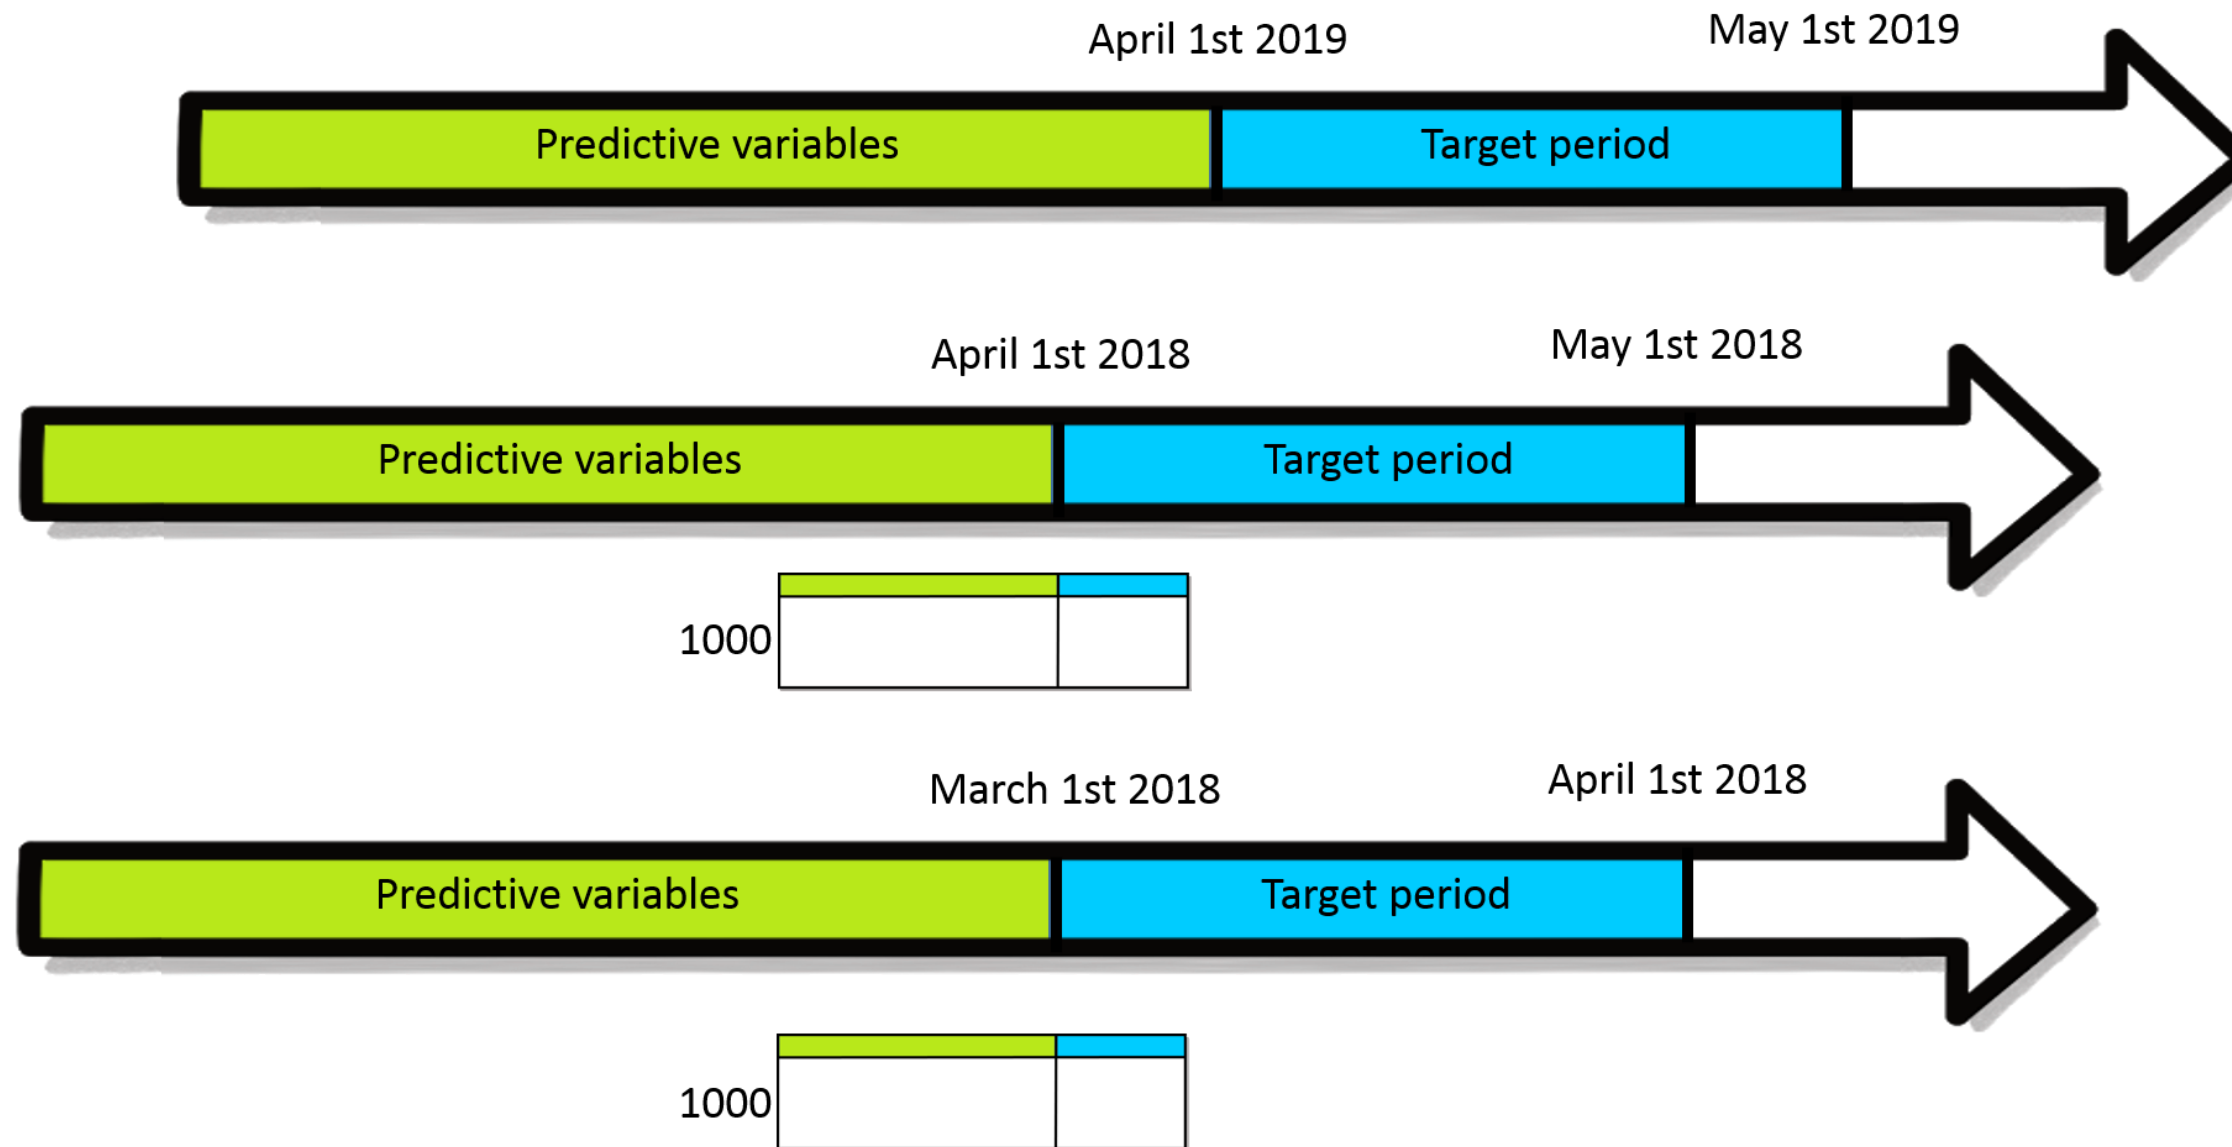 April 1st 2019
May 1st 2019
Predictive variables
Target period
April 1st 2018
May 1st 2018
Predictive variables
Target period
1000
March 1st 2018
April 1st 2018
Predictive variables
Target period
1000